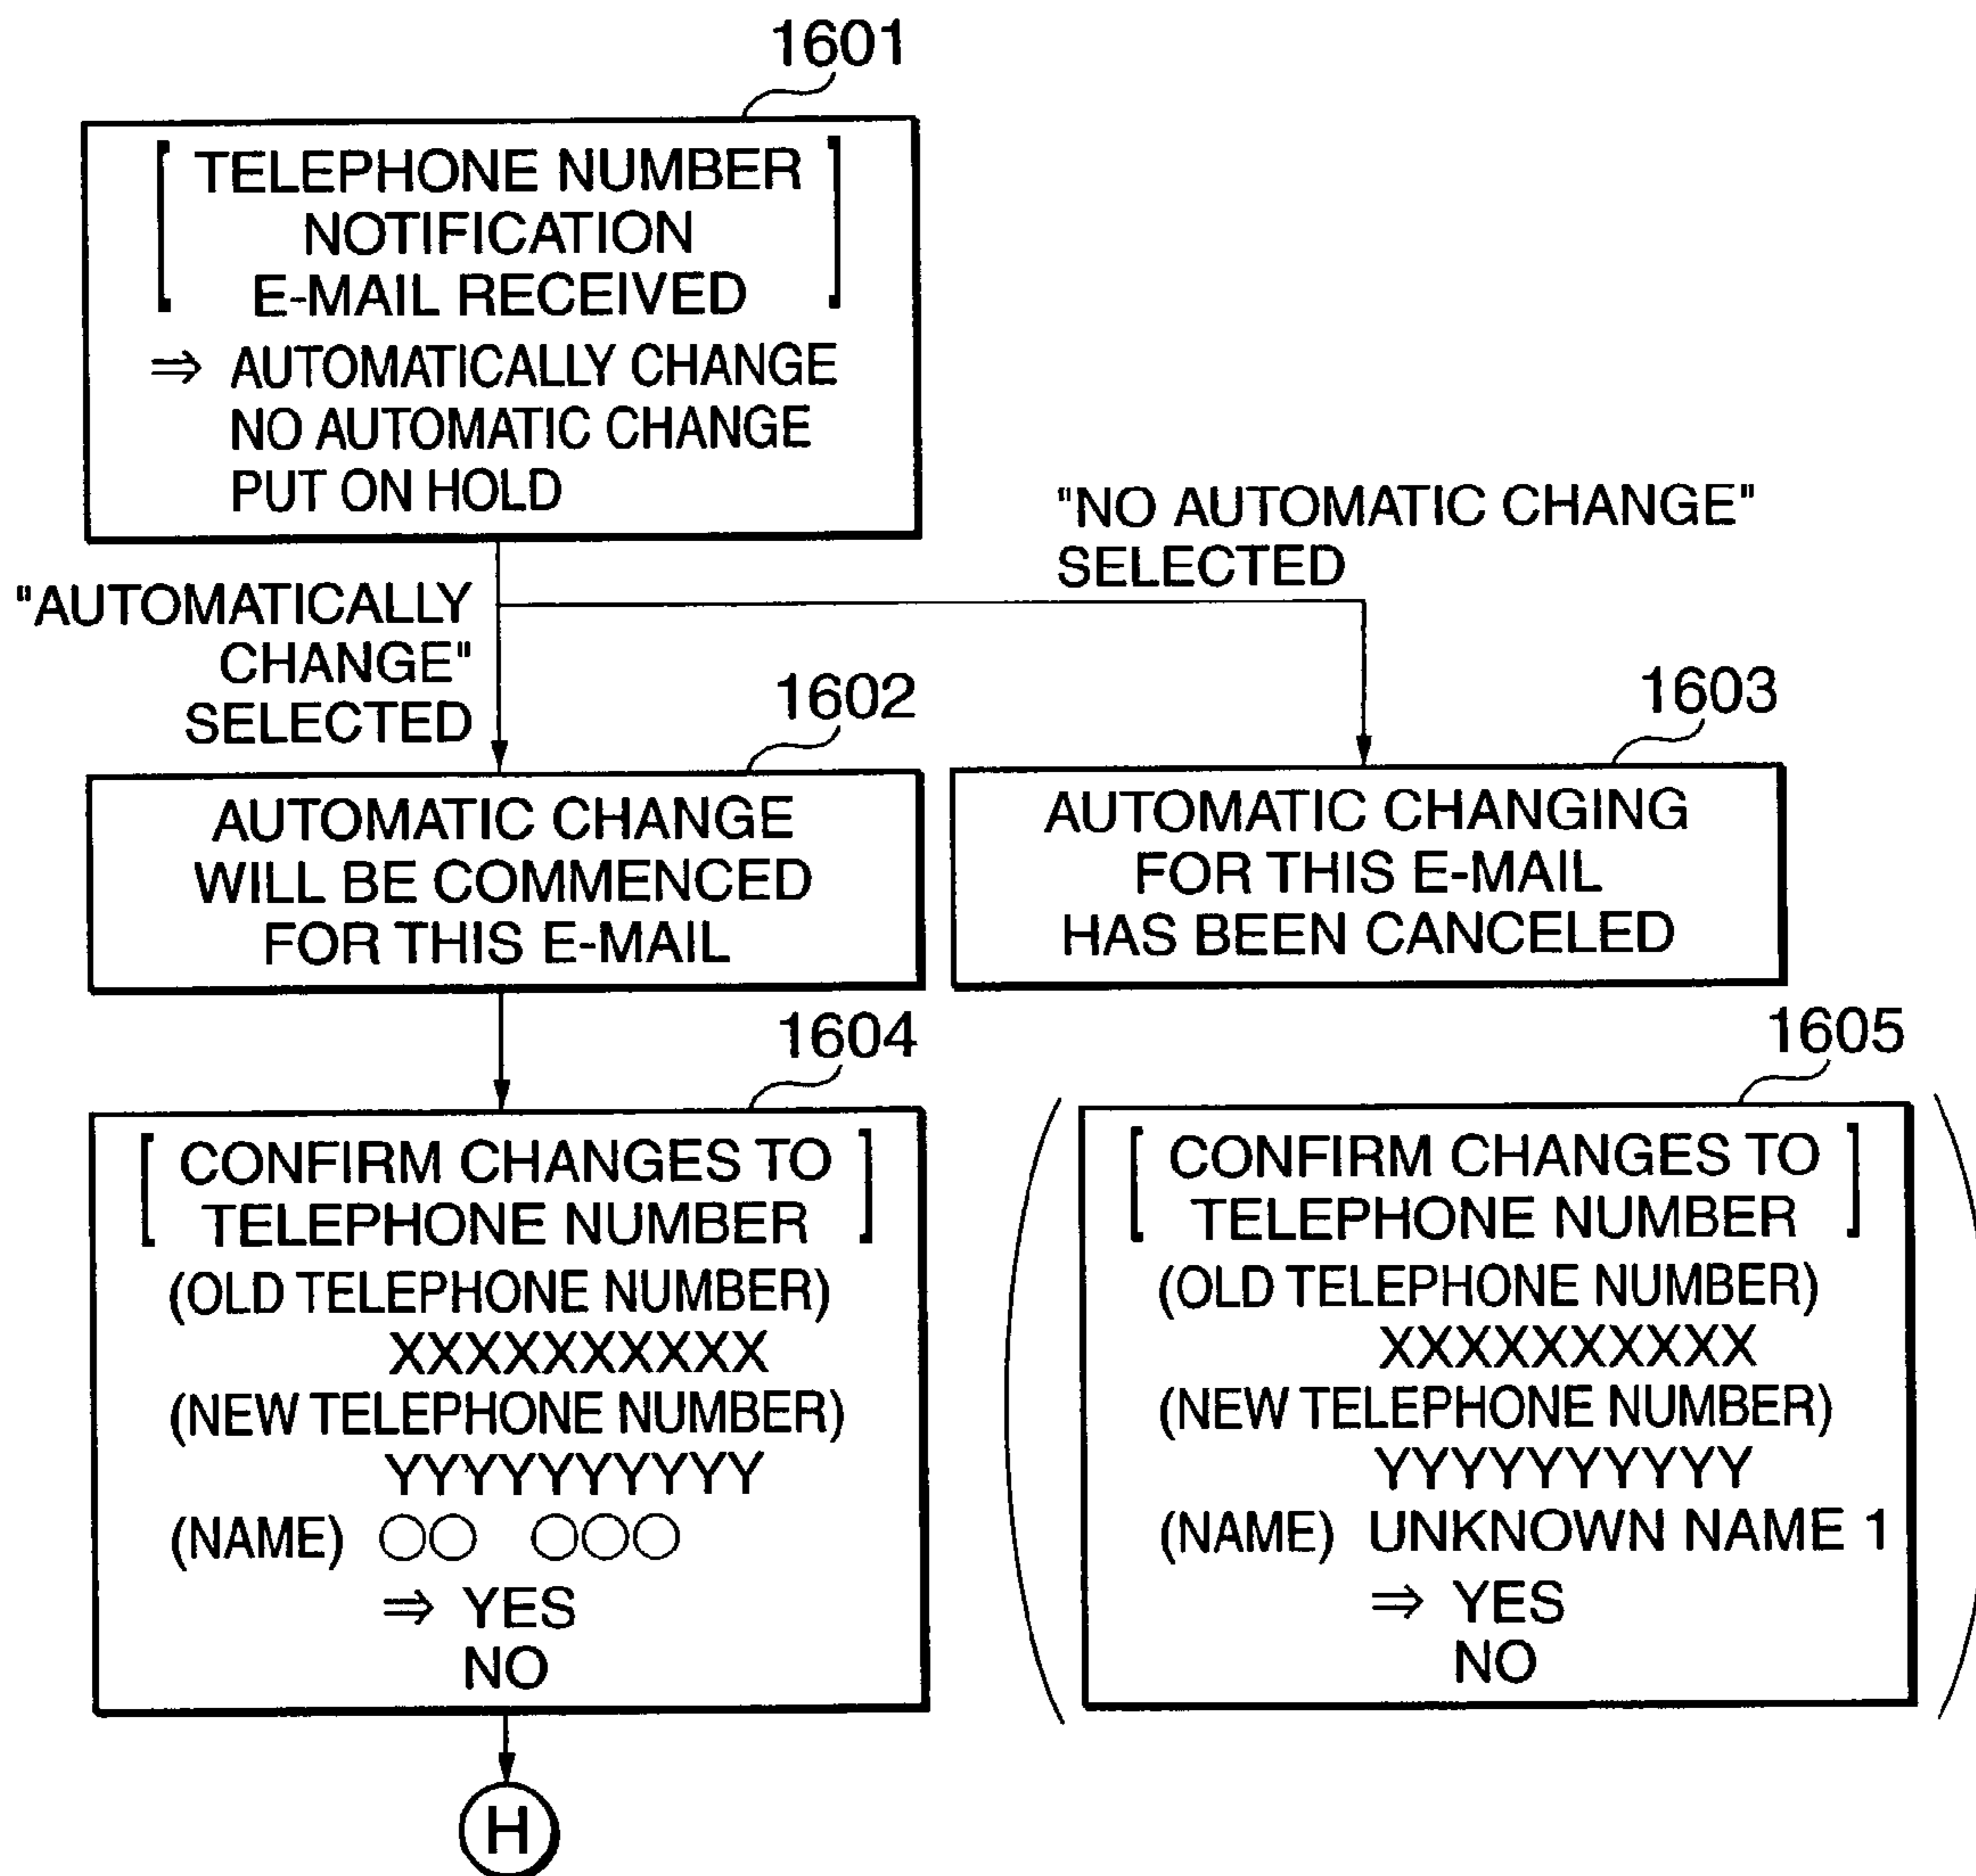 1601
[ TELEPHONE NUMBER
NOTIFICATION
E-MAIL RECEIVED ]
⇒ AUTOMATICALLY CHANGE
NO AUTOMATIC CHANGE
PUT ON HOLD
"NO AUTOMATIC CHANGE"
SELECTED
"AUTOMATICALLY
CHANGE"
SELECTED
1602
AUTOMATIC CHANGE
WILL BE COMMENCED
FOR THIS E-MAIL
1603
AUTOMATIC CHANGING
FOR THIS E-MAIL
HAS BEEN CANCELED
1604
[ CONFIRM CHANGES TO
TELEPHONE NUMBER ]
(OLD TELEPHONE NUMBER)
XXXXXXXXXX
(NEW TELEPHONE NUMBER)
YYYYYYYYYY
(NAME) ○○ ○○○
⇒ YES
NO
1605
[ CONFIRM CHANGES TO
TELEPHONE NUMBER ]
(OLD TELEPHONE NUMBER)
XXXXXXXXXX
(NEW TELEPHONE NUMBER)
YYYYYYYYYY
(NAME) UNKNOWN NAME 1
⇒ YES
NO
H